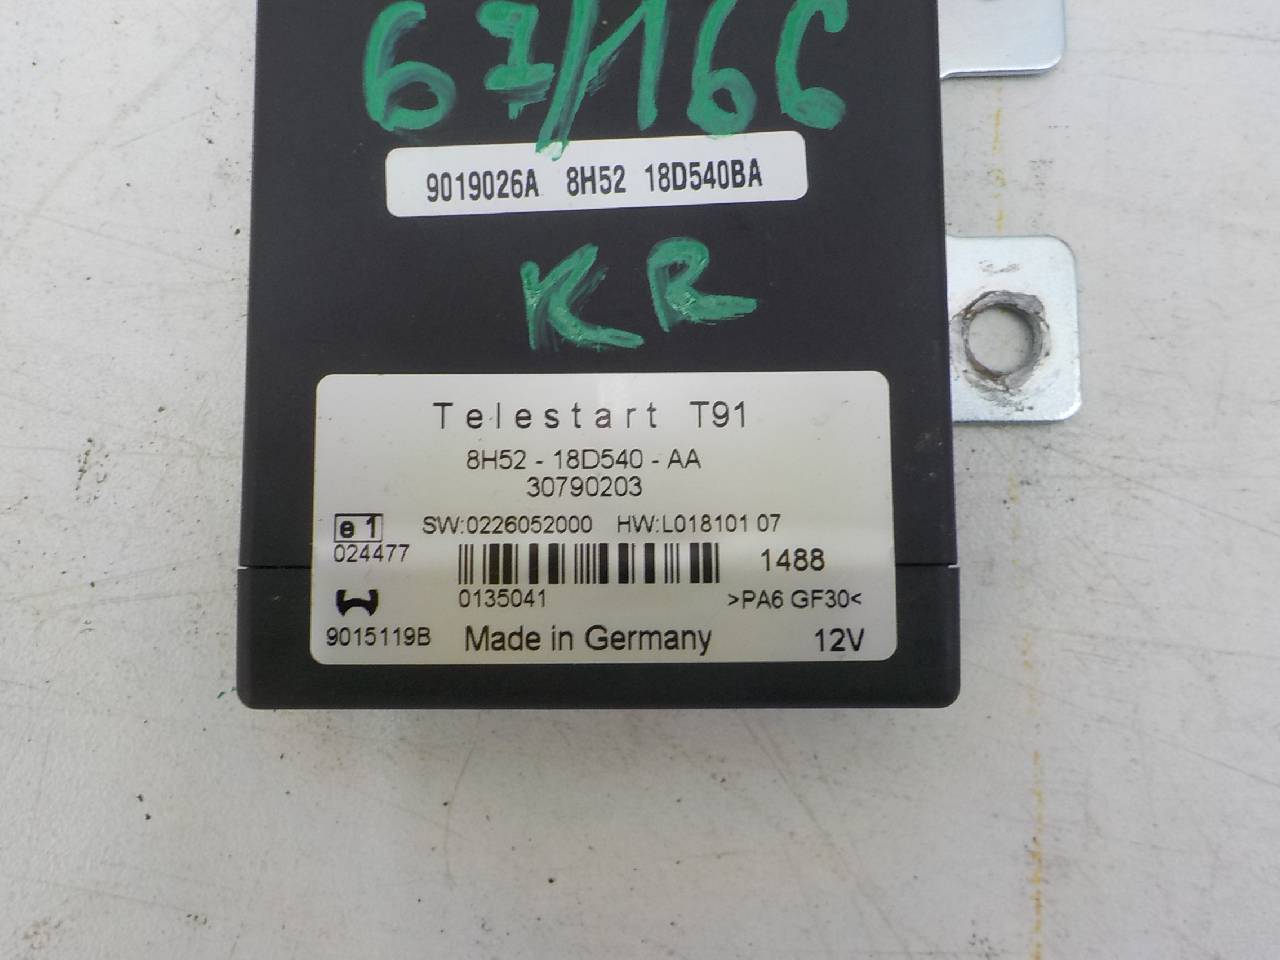 67/16C
9019026A 8H52 18D540BA
KR
Telestart T91
8H52 - 18D540 - AA
30790203
e1 SW:0226052000 HW:L018101 07
024477
1488
0135041 >PA6 GF30<
9015119B Made in Germany 12V